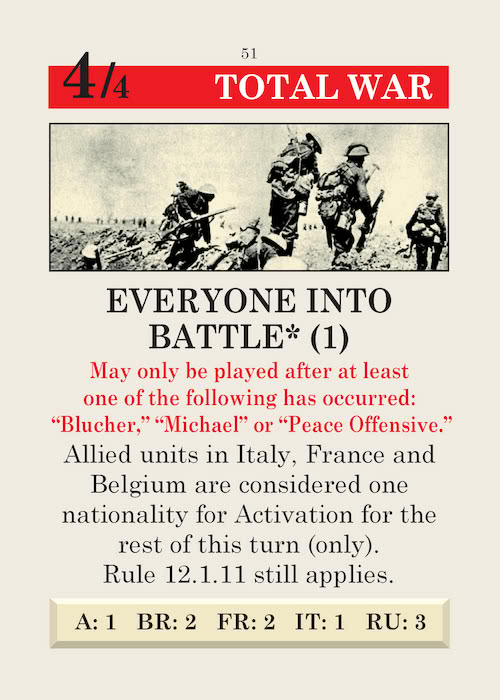 51
4/4 TOTAL WAR
EVERYONE INTO
BATTLE* (1)
May only be played after at least
one of the following has occurred:
“Blucher,” “Michael” or “Peace Offensive.”
Allied units in Italy, France and
Belgium are considered one
nationality for Activation for the
rest of this turn (only).
Rule 12.1.11 still applies.
A: 1 BR: 2 FR: 2 IT: 1 RU: 3